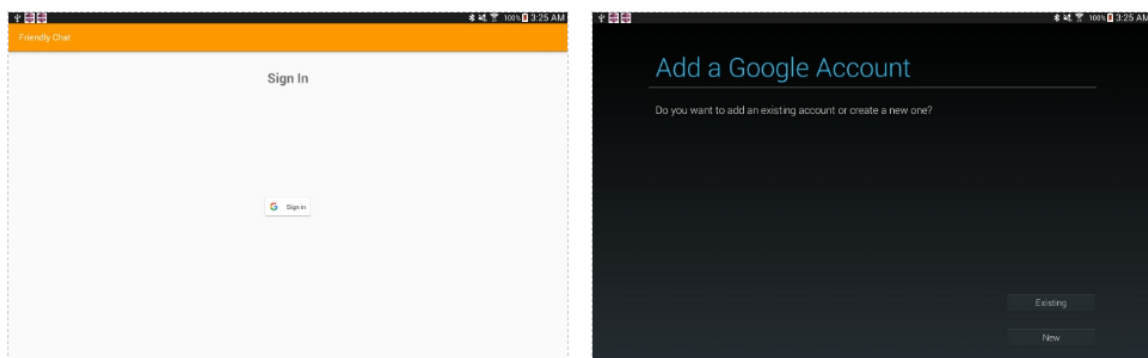 100% 3:25 AM
Friendly Chat
Sign In
Sign in
100% 3:25 AM
Add a Google Account
Do you want to add an existing account or create a new one?
Existing
New